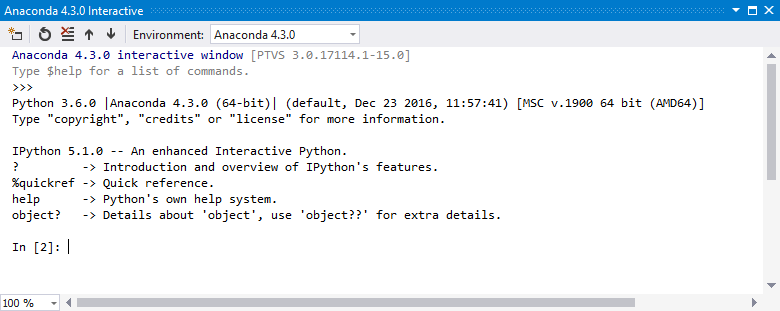 Anaconda 4.3.0 Interactive
Environment: Anaconda 4.3.0
Anaconda 4.3.0 interactive window [PTVS 3.0.17114.1-15.0]
Type $help for a list of commands.
>>>
Python 3.6.0 |Anaconda 4.3.0 (64-bit)| (default, Dec 23 2016, 11:57:41) [MSC v.1900 64 bit (AMD64)]
Type "copyright", "credits" or "license" for more information.
IPython 5.1.0 -- An enhanced Interactive Python.
?         -> Introduction and overview of IPython's features.
%quickref -> Quick reference.
help      -> Python's own help system.
object?   -> Details about 'object', use 'object??' for extra details.
In [2]:
100 %